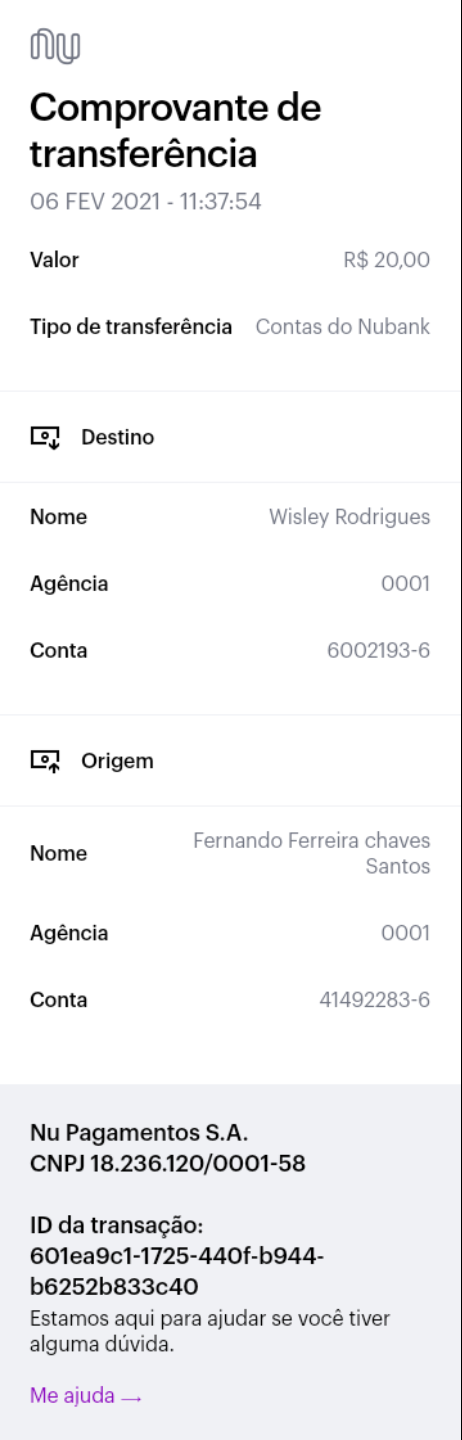 nu
Comprovante de
transferência
06 FEV 2021 - 11:37:54
Valor R$ 20,00
Tipo de transferência Contas do Nubank
Destino
Nome Wisley Rodrigues
Agência 0001
Conta 6002193-6
Origem
Nome Fernando Ferreira chaves
Santos
Agência 0001
Conta 41492283-6
Nu Pagamentos S.A.
CNPJ 18.236.120/0001-58
ID da transação:
601ea9c1-1725-440f-b944-
b6252b833c40
Estamos aqui para ajudar se você tiver
alguma dúvida.
Me ajuda →